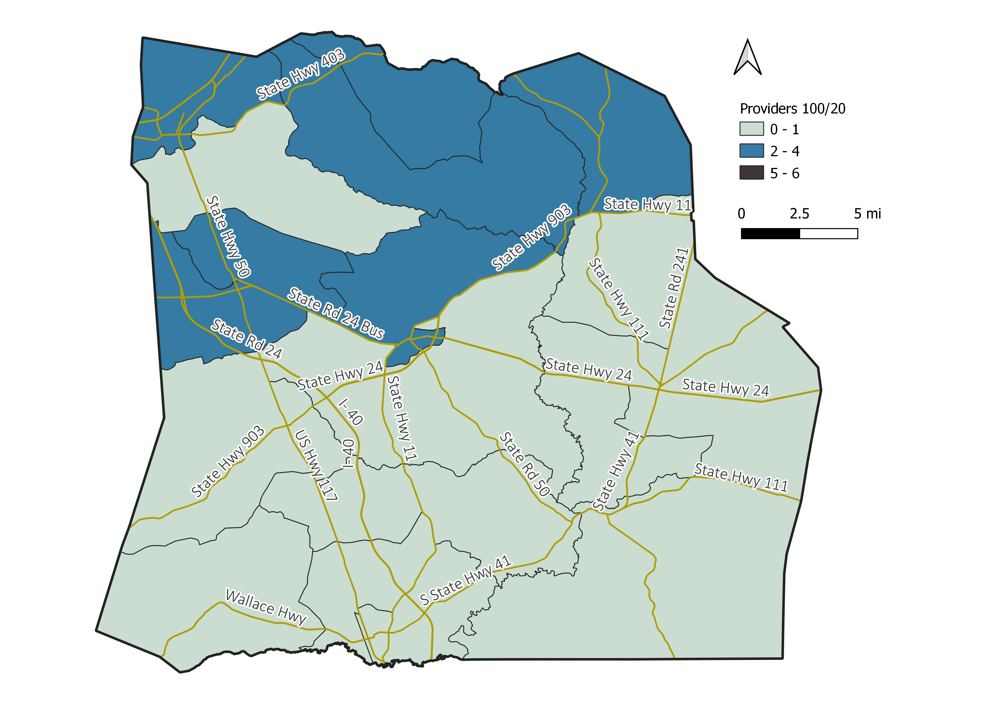 State Hwy 403
Providers 100/20
0 - 1
2 - 4
5 - 6
0 2.5 5 mi
State Hwy 11
State Hwy 903
State Hwy 50
State Hwy 111
State Rd 241
State Rd 24 Bus
State Rd 24
State Hwy 24
State Hwy 24
State Hwy 24
I- 40
State Hwy 11
State Hwy 903
US Hwy 117
I- 40
State Rd 50
State Hwy 41
State Hwy 111
S State Hwy 41
Wallace Hwy